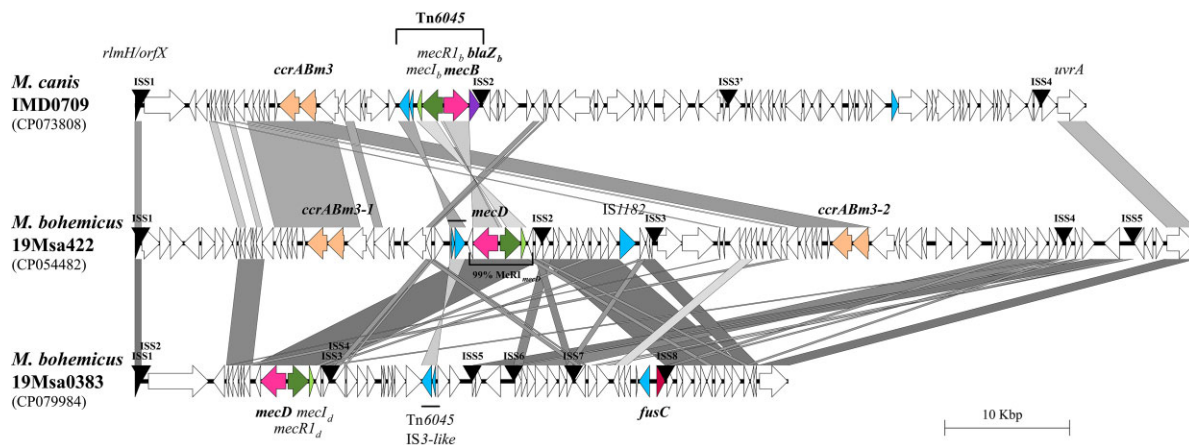 Tn6045
rlmH/orfX
mecR1b blaZb
ccrABm3
mecIb mecB
uvrA
M. canis
IMD0709
(CP073808)
ISS1
ISS2
ISS3'
ISS4
ccrABm3-1
mecD
IS1182
ccrABm3-2
M. bohemicus
19Msa422
(CP054482)
ISS1
ISS2
ISS3
ISS4
ISS5
99% McRImecD
M. bohemicus
19Msa0383
(CP079984)
ISS2
ISS1
ISS4
ISS3
ISS5
ISS6
ISS7
ISS8
mecD mecId
mecR1d
Tn6045
IS3-like
fusC
10 Kbp